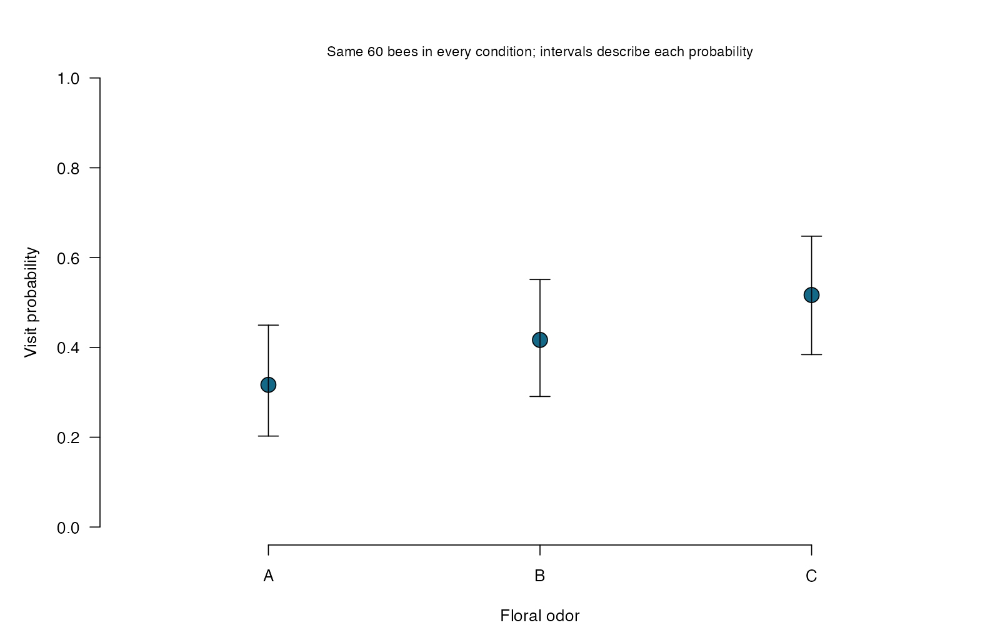 Same 60 bees in every condition; intervals describe each probability
1.0
0.8
0.6
0.4
0.2
0.0
Visit probability
A B C
Floral odor